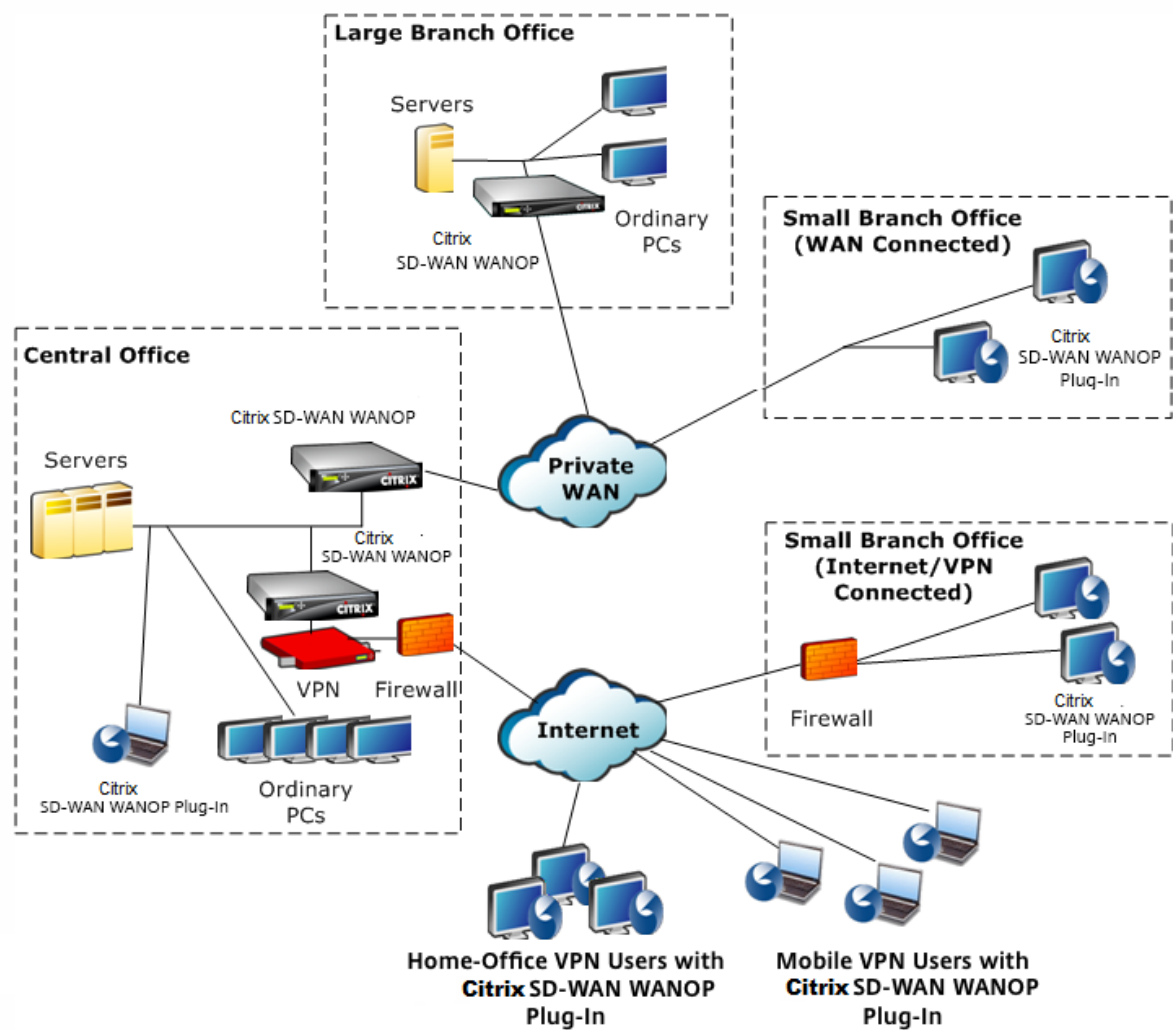 Large Branch Office
Servers
CITRIX
Citrix
SD-WAN WANOP
Ordinary
PCs
Small Branch Office
(WAN Connected)
Citrix
SD-WAN WANOP
Plug-In
Central Office
Citrix SD-WAN WANOP
Servers
CITRIX
Citrix
SD-WAN WANOP
CITRIX
VPN
Firewall
Citrix
SD-WAN WANOP Plug-In
Ordinary
PCs
Private
WAN
Small Branch Office
(Internet/VPN
Connected)
Firewall
Citrix
SD-WAN WANOP
Plug-In
Internet
Home-Office VPN Users with
Citrix SD-WAN WANOP
Plug-In
Mobile VPN Users with
Citrix SD-WAN WANOP
Plug-In